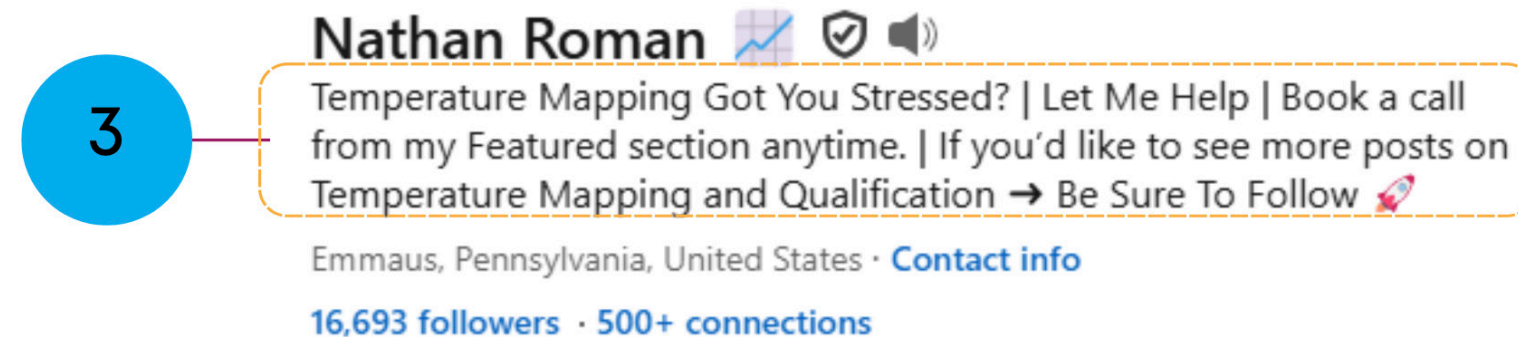 Nathan Roman 📈
3
Temperature Mapping Got You Stressed? | Let Me Help | Book a call
from my Featured section anytime. | If you’d like to see more posts on
Temperature Mapping and Qualification ➜ Be Sure To Follow 🚀
Emmaus, Pennsylvania, United States · Contact info
16,693 followers · 500+ connections